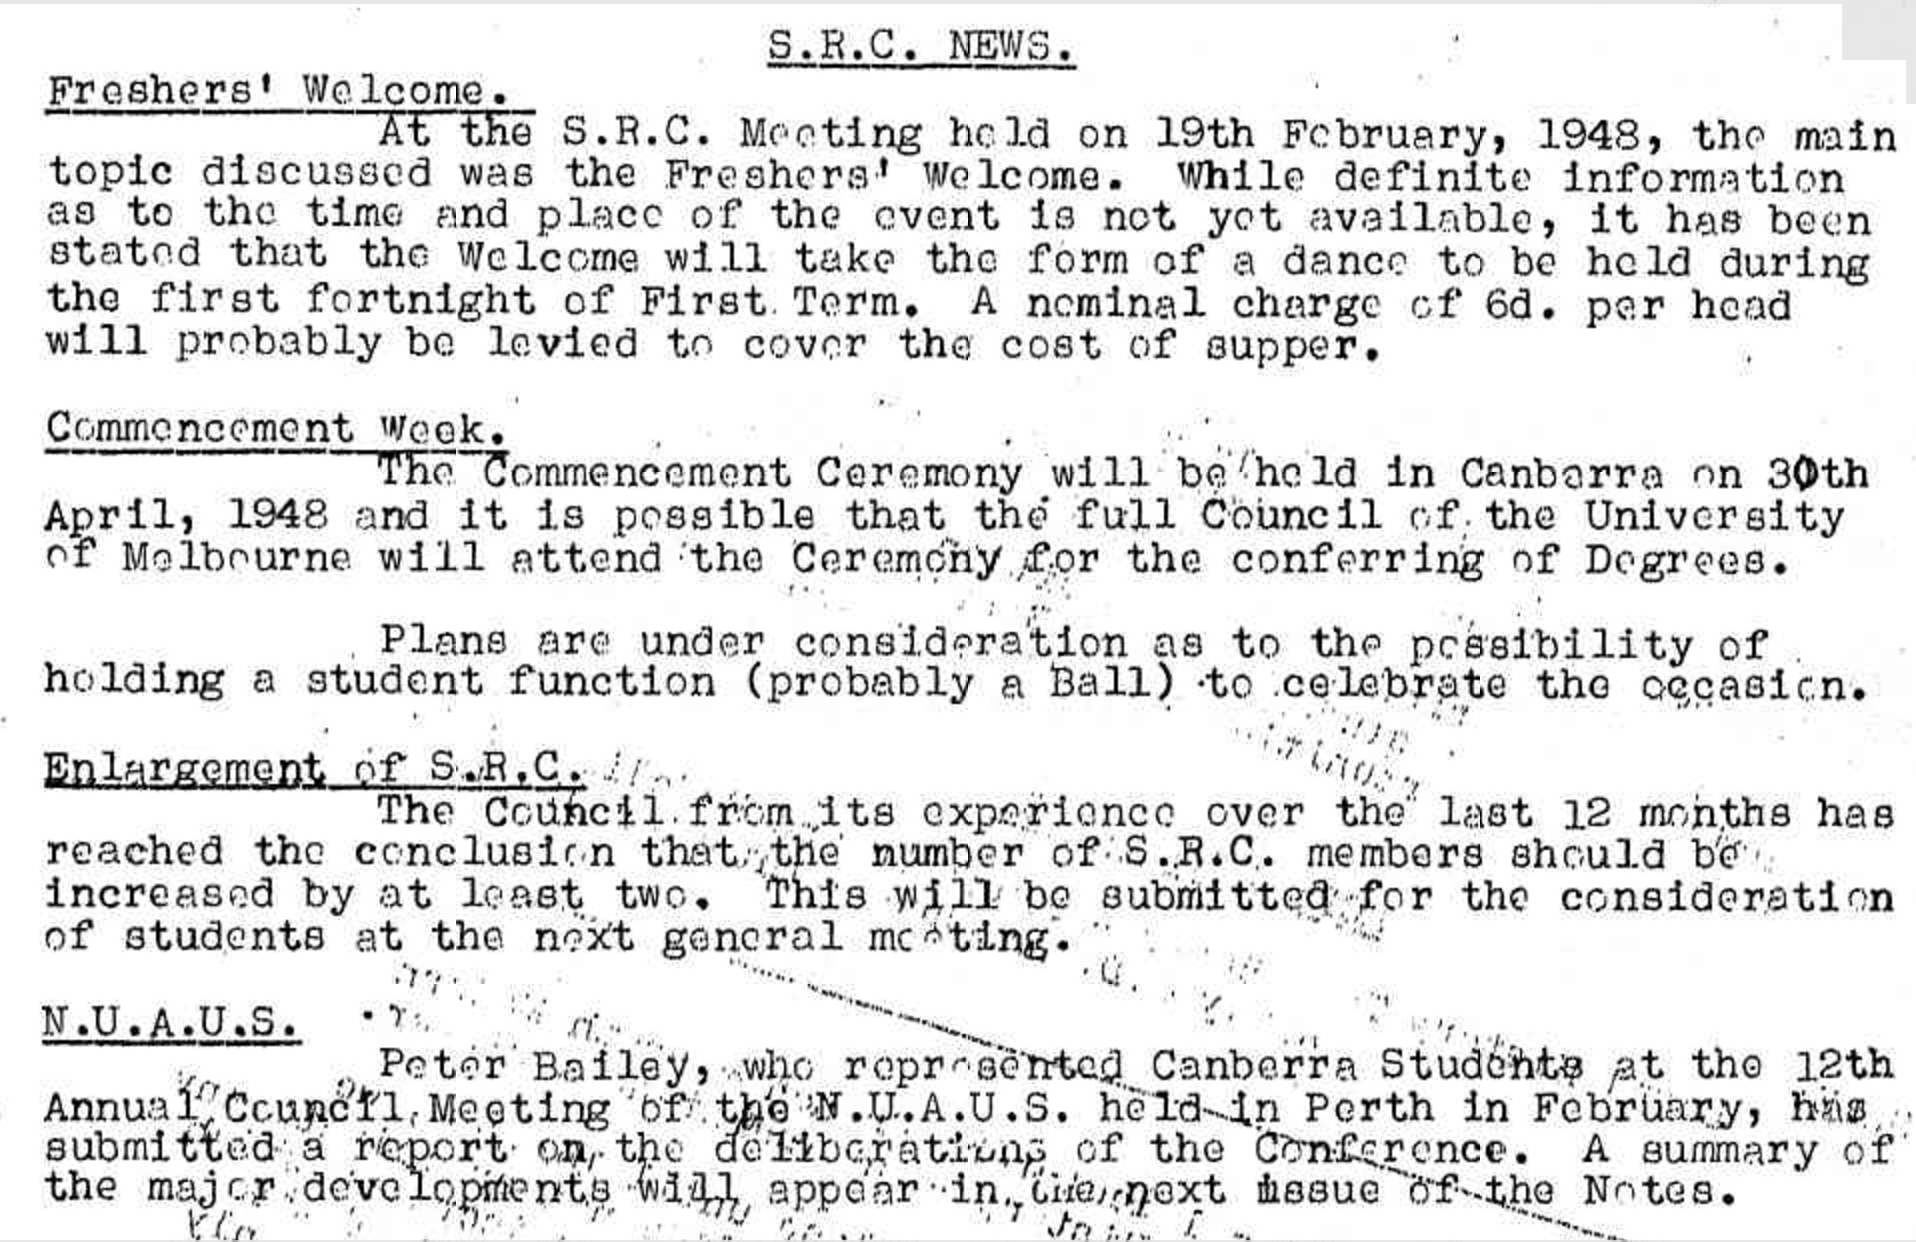 S.R.C. NEWS.
Freshers' Welcome.
At the S.R.C. Meeting held on 19th February, 1948, the main
topic discussed was the Freshers' Welcome. While definite information
as to the time and place of the event is not yet available, it has been
stated that the Welcome will take the form of a dance to be held during
the first fortnight of First Term. A nominal charge of 6d. per head
will probably be levied to cover the cost of supper.
Commencement Week.
The Commencement Ceremony will be held in Canberra on 30th
April, 1948 and it is possible that the full Council of the University
of Melbourne will attend the Ceremony for the conferring of Degrees.
Plans are under consideration as to the possibility of
holding a student function (probably a Ball) to celebrate the occasion.
Enlargement of S.R.C.
The Council from its experience over the last 12 months has
reached the conclusion that the number of S.R.C. members should be
increased by at least two. This will be submitted for the consideration
of students at the next general meeting.
N.U.A.U.S.
Peter Bailey, who represented Canberra Students at the 12th
Annual Council Meeting of the N.U.A.U.S. held in Perth in February, has
submitted a report on the deliberations of the Conference. A summary of
the major developments will appear in the next issue of the Notes.